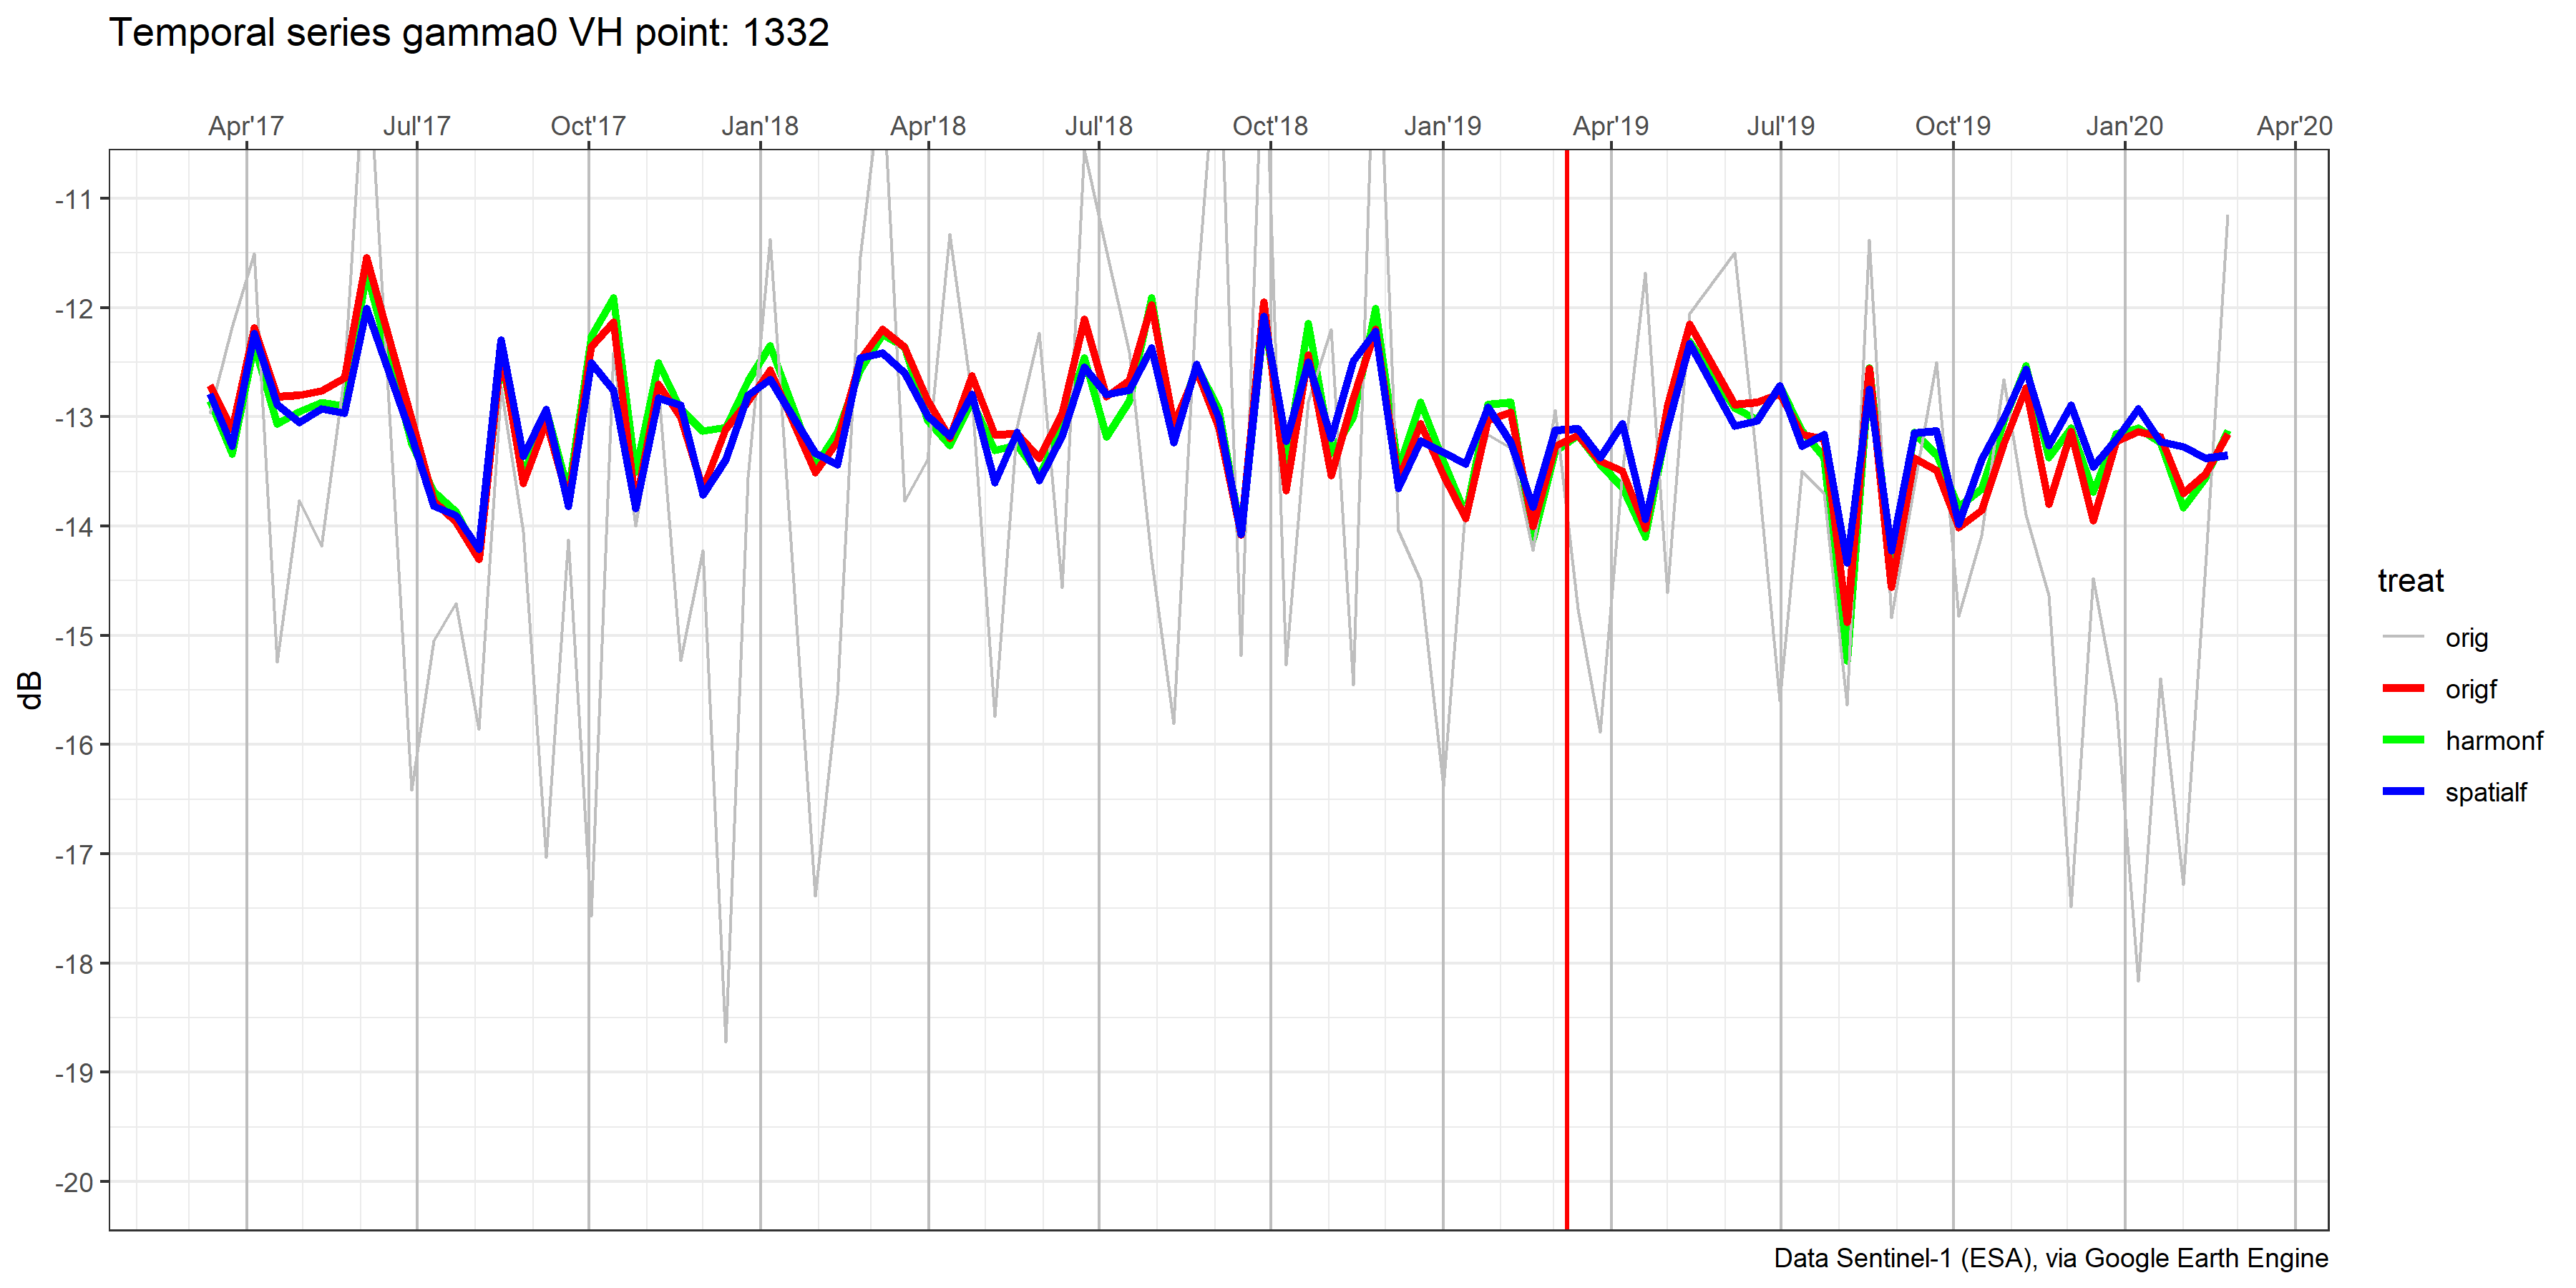 Temporal series gamma0 VH point: 1332
Apr'17 Jul'17 Oct'17 Jan'18 Apr'18 Jul'18 Oct'18 Jan'19 Apr'19 Jul'19 Oct'19 Jan'20 Apr'20
-11
-12
-13
-14
-15
-16
-17
-18
-19
-20
dB
treat
orig
origf
harmonf
spatialf
Data Sentinel-1 (ESA), via Google Earth Engine